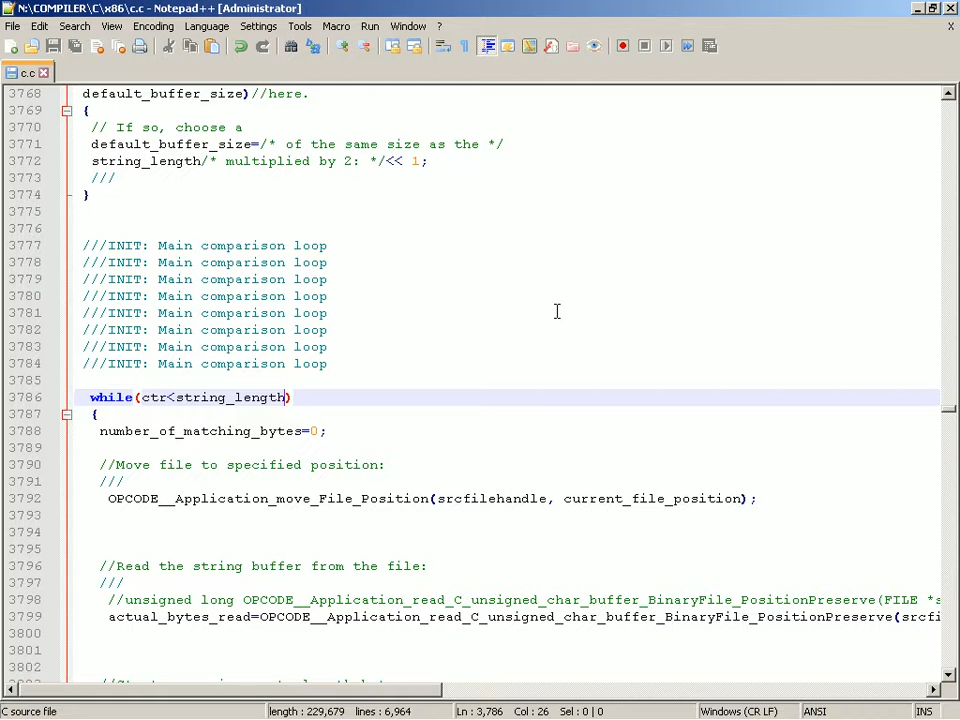 N:\COMPILER\C\x86\c.c - Notepad++ [Administrator]
File Edit Search View Encoding Language Settings Tools Macro Run Window ? X
c.c
3768 default_buffer_size)//here.
3769 {
3770 // If so, choose a
3771 default_buffer_size=/* of the same size as the */
3772 string_length/* multiplied by 2: */<< 1;
3773 ///
3774 }
3775
3776
3777 ///INIT: Main comparison loop
3778 ///INIT: Main comparison loop
3779 ///INIT: Main comparison loop
3780 ///INIT: Main comparison loop
3781 ///INIT: Main comparison loop
3782 ///INIT: Main comparison loop
3783 ///INIT: Main comparison loop
3784 ///INIT: Main comparison loop
3785
3786 while(ctr<string_length)
3787 {
3788 number_of_matching_bytes=0;
3789
3790 //Move file to specified position:
3791 ///
3792 OPCODE__Application_move_File_Position(srcfilehandle, current_file_position);
3793
3794
3795
3796 //Read the string buffer from the file:
3797 ///
3798 //unsigned long OPCODE__Application_read_C_unsigned_char_buffer_BinaryFile_PositionPreserve(FILE *s
3799 actual_bytes_read=OPCODE__Application_read_C_unsigned_char_buffer_BinaryFile_PositionPreserve(srcfi
3800
3801
3802
C source file length : 229,679 lines : 6,964 Ln : 3,786 Col : 26 Sel : 0 | 0 Windows (CR LF) ANSI INS